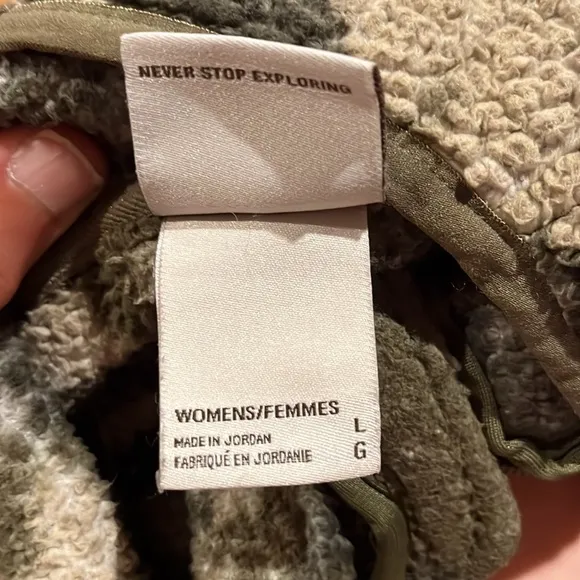 NEVER STOP EXPLORING
WOMENS/FEMMES L
MADE IN JORDAN
FABRIQUÉ EN JORDANIE G